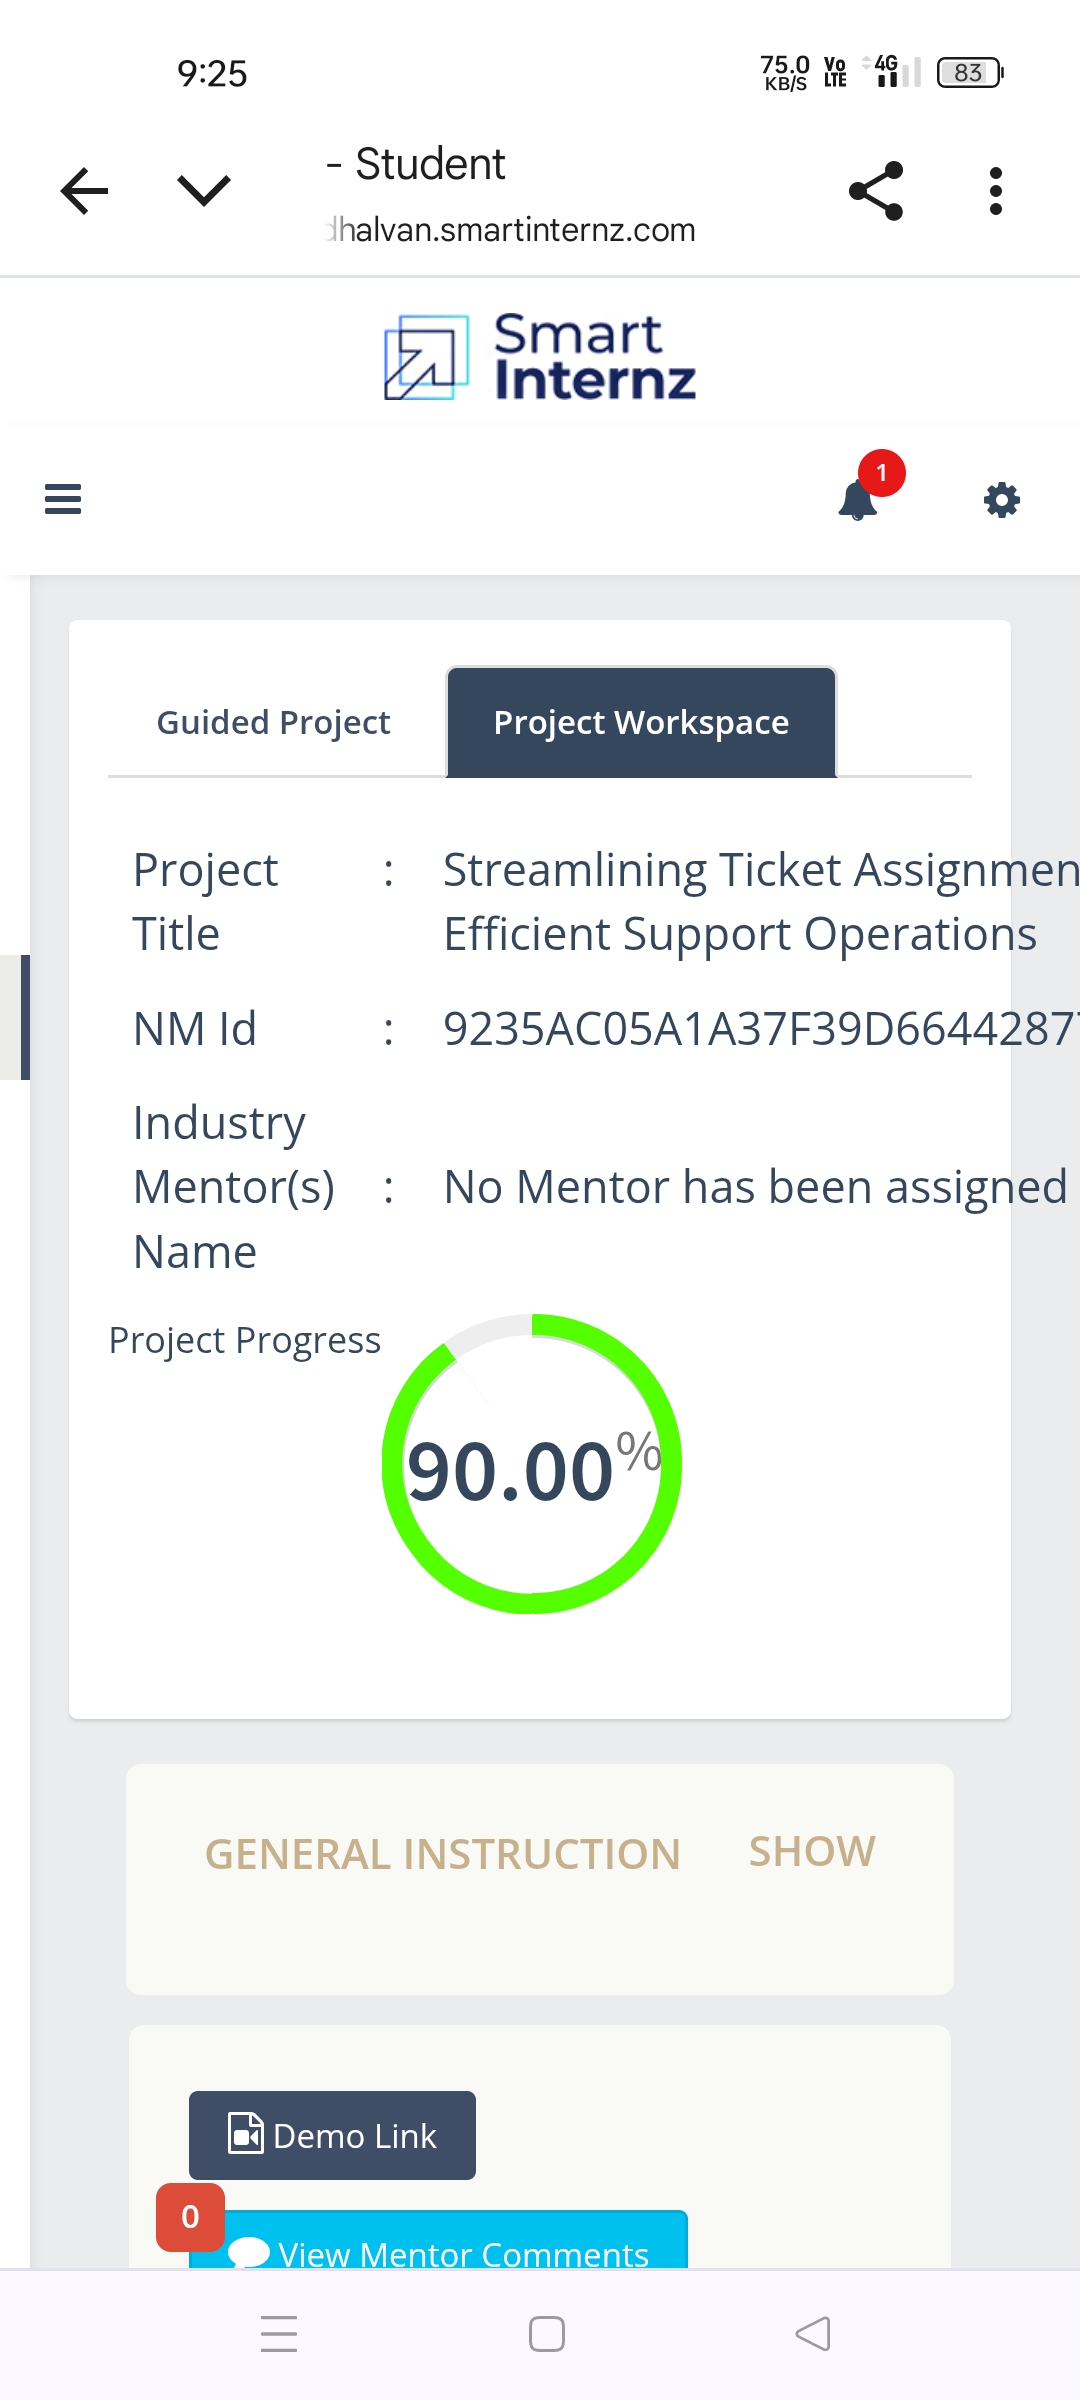 9:25
75.0 KB/S Vo LTE 4G 83
- Student
dhalvan.smartinternz.com
Smart
Internz
1
Guided Project
Project Workspace
Project Title : Streamlining Ticket Assignmen
Efficient Support Operations
NM Id : 9235AC05A1A37F39D6644287
Industry Mentor(s) Name : No Mentor has been assigned
Project Progress
90.00%
GENERAL INSTRUCTION
SHOW
Demo Link
0
View Mentor Comments